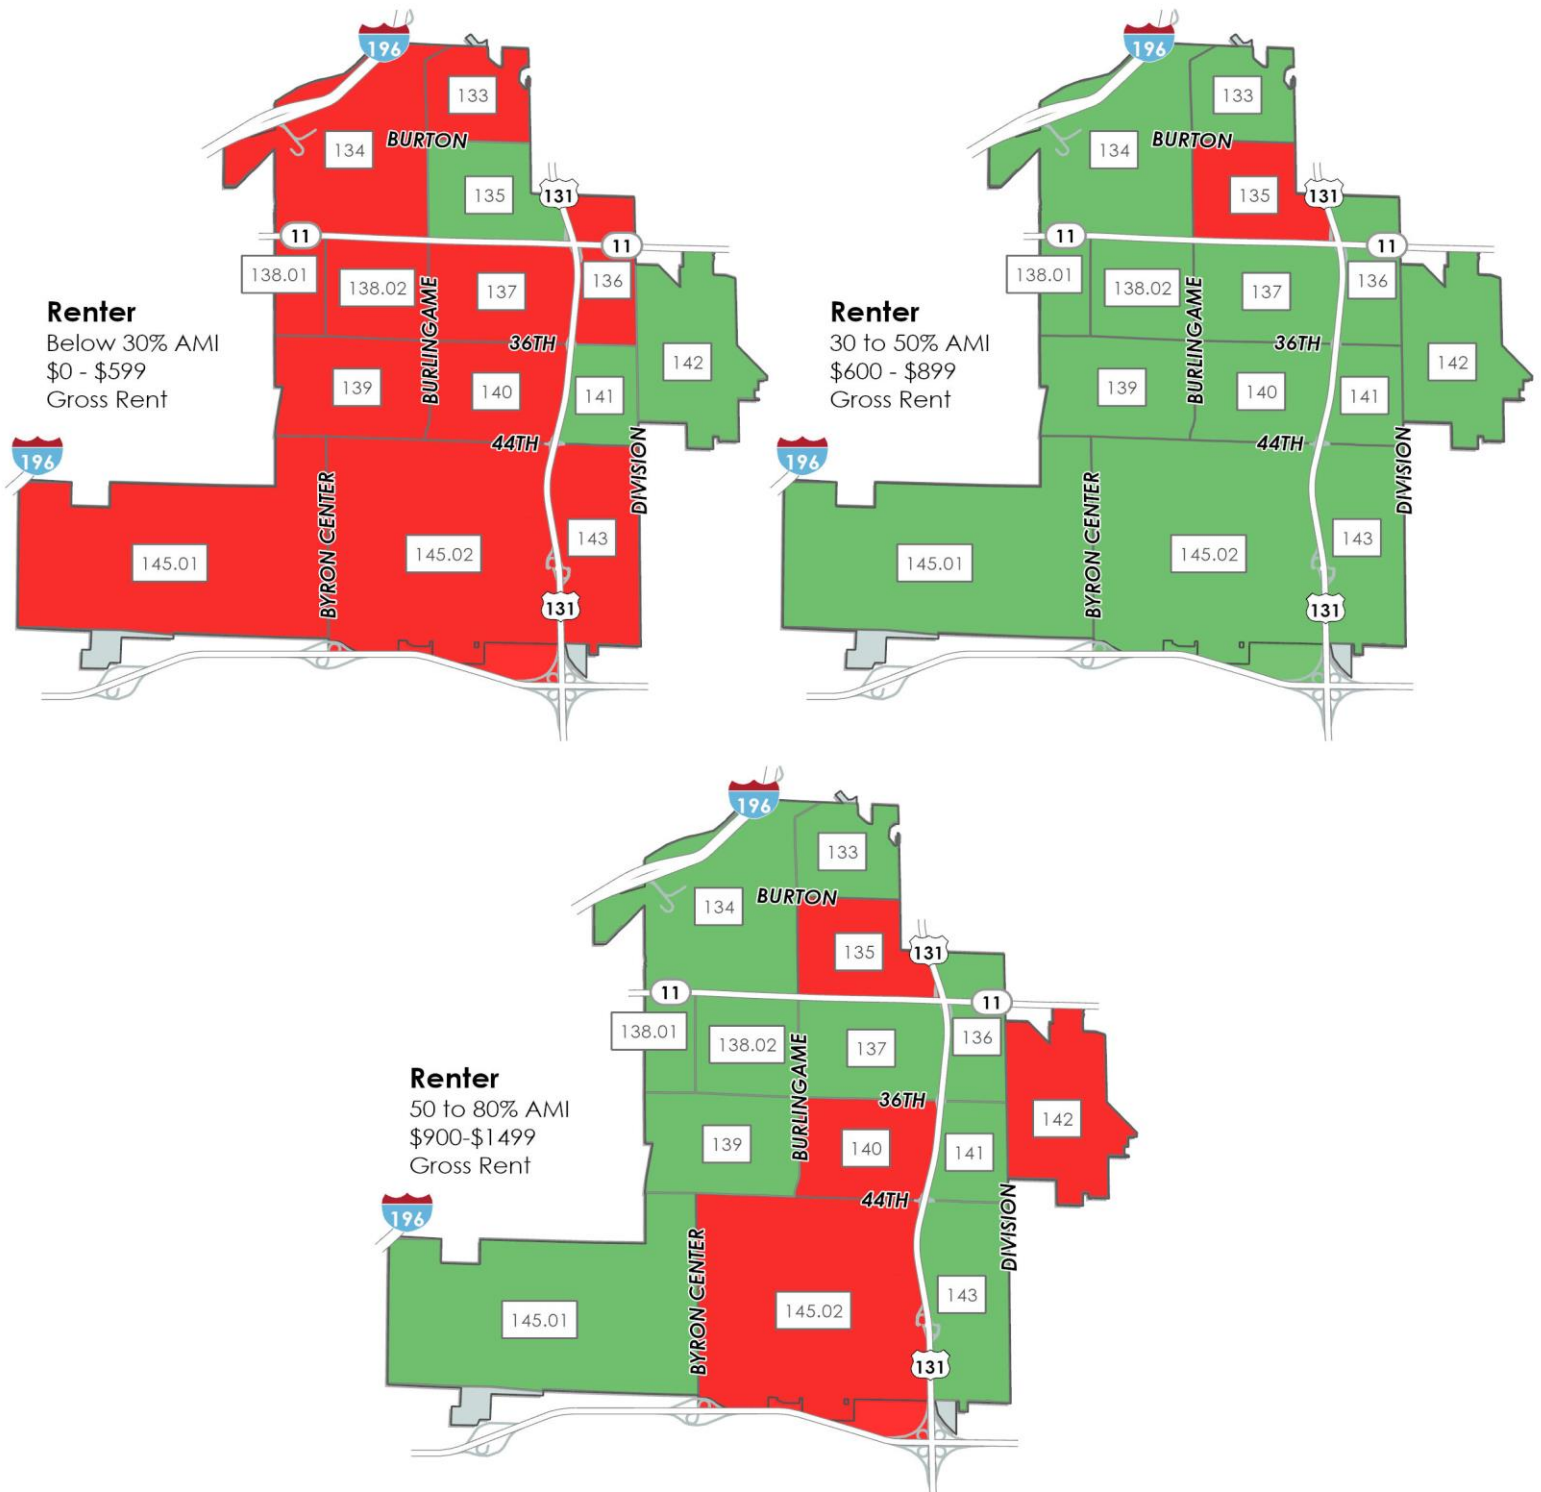 196
133
134
BURTON
135
131
11
11
138.01
138.02
137
136
BURLINGAME
Renter
Below 30% AMI
$0 - $599
Gross Rent
36TH
142
139
140
141
44TH
DIVISION
196
BYRON CENTER
145.01
145.02
143
131
196
133
134
BURTON
135
131
11
11
138.01
138.02
137
136
BURLINGAME
Renter
30 to 50% AMI
$600 - $899
Gross Rent
36TH
142
139
140
141
44TH
DIVISION
196
BYRON CENTER
145.01
145.02
143
131
196
133
134
BURTON
135
131
11
11
138.01
138.02
137
136
BURLINGAME
Renter
50 to 80% AMI
$900-$1499
Gross Rent
36TH
142
139
140
141
44TH
DIVISION
196
BYRON CENTER
145.01
145.02
143
131